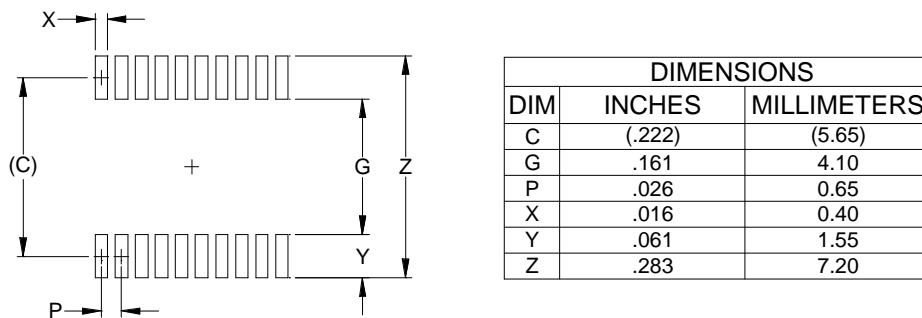 X
(C)
G
Z
Y
P
DIMENSIONS
DIM INCHES MILLIMETERS
C (.222) (5.65)
G .161 4.10
P .026 0.65
X .016 0.40
Y .061 1.55
Z .283 7.20